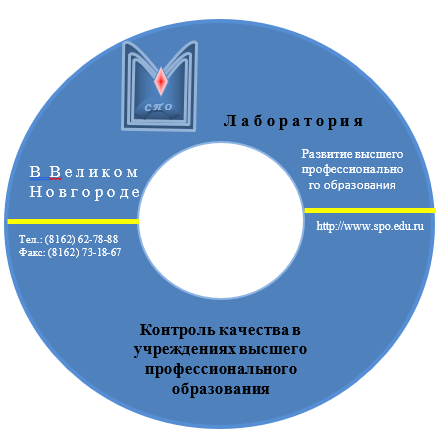 спо
Лаборатория
Развитие высшего
профессионально
го образования
В Великом
Новгороде
http://www.spo.edu.ru
Тел.: (8162) 62-78-88
Факс: (8162) 73-18-67
Контроль качества в
учреждениях высшего
профессионального
образования